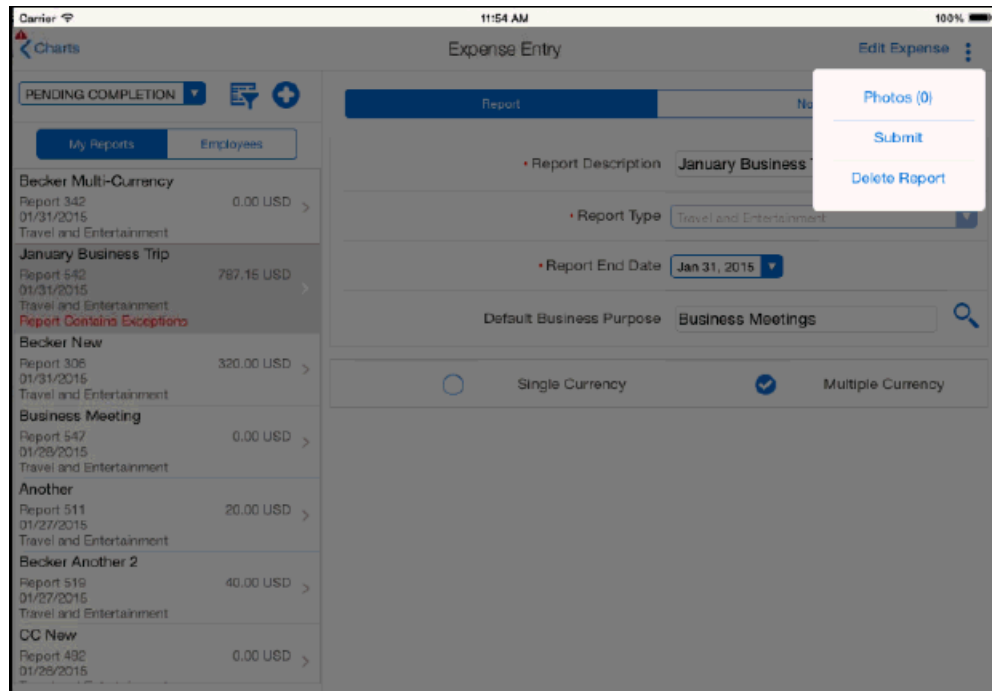 Carrier
11:54 AM
100%
Charts
Expense Entry
Edit Expense
PENDING COMPLETION
My Reports
Employees
Becker Multi-Currency
Report 342
0.00 USD
01/31/2015
Travel and Entertainment
January Business Trip
Report 542
787.15 USD
01/31/2015
Travel and Entertainment
Report Contains Exceptions
Becker New
Report 306
320.00 USD
01/31/2015
Travel and Entertainment
Business Meeting
Report 547
0.00 USD
01/28/2015
Travel and Entertainment
Another
Report 511
20.00 USD
01/27/2015
Travel and Entertainment
Becker Another 2
Report 519
40.00 USD
01/27/2015
Travel and Entertainment
CC New
Report 492
0.00 USD
01/26/2015
Report
No
Report Description
January Business
Report Type
Travel and Entertainment
Report End Date
Jan 31, 2015
Default Business Purpose
Business Meetings
Single Currency
Multiple Currency
Photos (0)
Submit
Delete Report